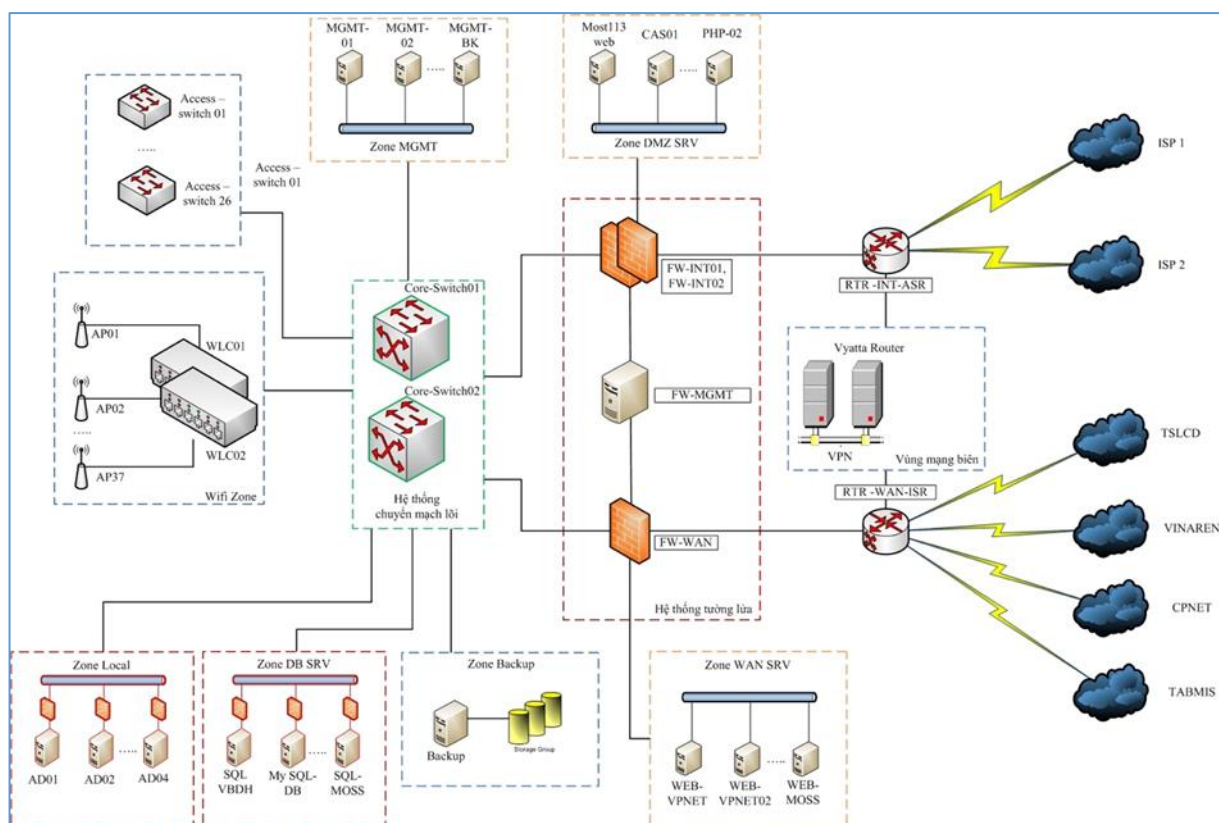 MGMT-
01
MGMT-
02
MGMT-
BK
.....
Zone MGMT
Most113
web
CAS01
PHP-02
.....
Zone DMZ SRV
Access –
switch 01
.....
Access –
switch 26
Access –
switch 01
ISP 1
ISP 2
FW-INT01,
FW-INT02
RTR -INT-ASR
Core-Switch01
Core-Switch02
Hệ thống
chuyển mạch lõi
AP01
AP02
.....
AP37
WLC01
WLC02
Wifi Zone
FW-MGMT
Vyatta Router
VPN
Vùng mạng biên
RTR -WAN-ISR
FW-WAN
Hệ thống tường lửa
TSLCD
VINAREN
CPNET
TABMIS
Zone Local
AD01
AD02
.....
AD04
Zone DB SRV
SQL
VBDH
My SQL-
DB
.....
SQL-
MOSS
Zone Backup
Backup
Storage Group
Zone WAN SRV
WEB-
VPNET
WEB-
VPNET02
.....
WEB-
MOSS